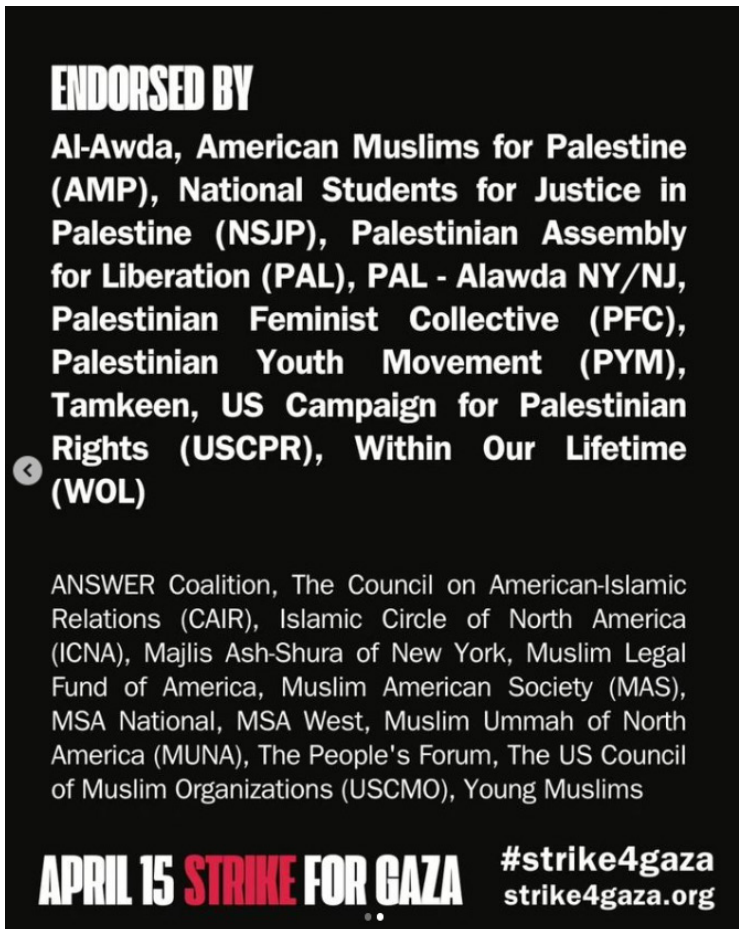 ENDORSED BY
Al-Awda, American Muslims for Palestine
(AMP), National Students for Justice in
Palestine (NSJP), Palestinian Assembly
for Liberation (PAL), PAL - Alawda NY/NJ,
Palestinian Feminist Collective (PFC),
Palestinian Youth Movement (PYM),
Tamkeen, US Campaign for Palestinian
Rights (USCPR), Within Our Lifetime
(WOL)
ANSWER Coalition, The Council on American-Islamic
Relations (CAIR), Islamic Circle of North America
(ICNA), Majlis Ash-Shura of New York, Muslim Legal
Fund of America, Muslim American Society (MAS),
MSA National, MSA West, Muslim Ummah of North
America (MUNA), The People's Forum, The US Council
of Muslim Organizations (USCMO), Young Muslims
APRIL 15 STRIKE FOR GAZA
#strike4gaza
strike4gaza.org